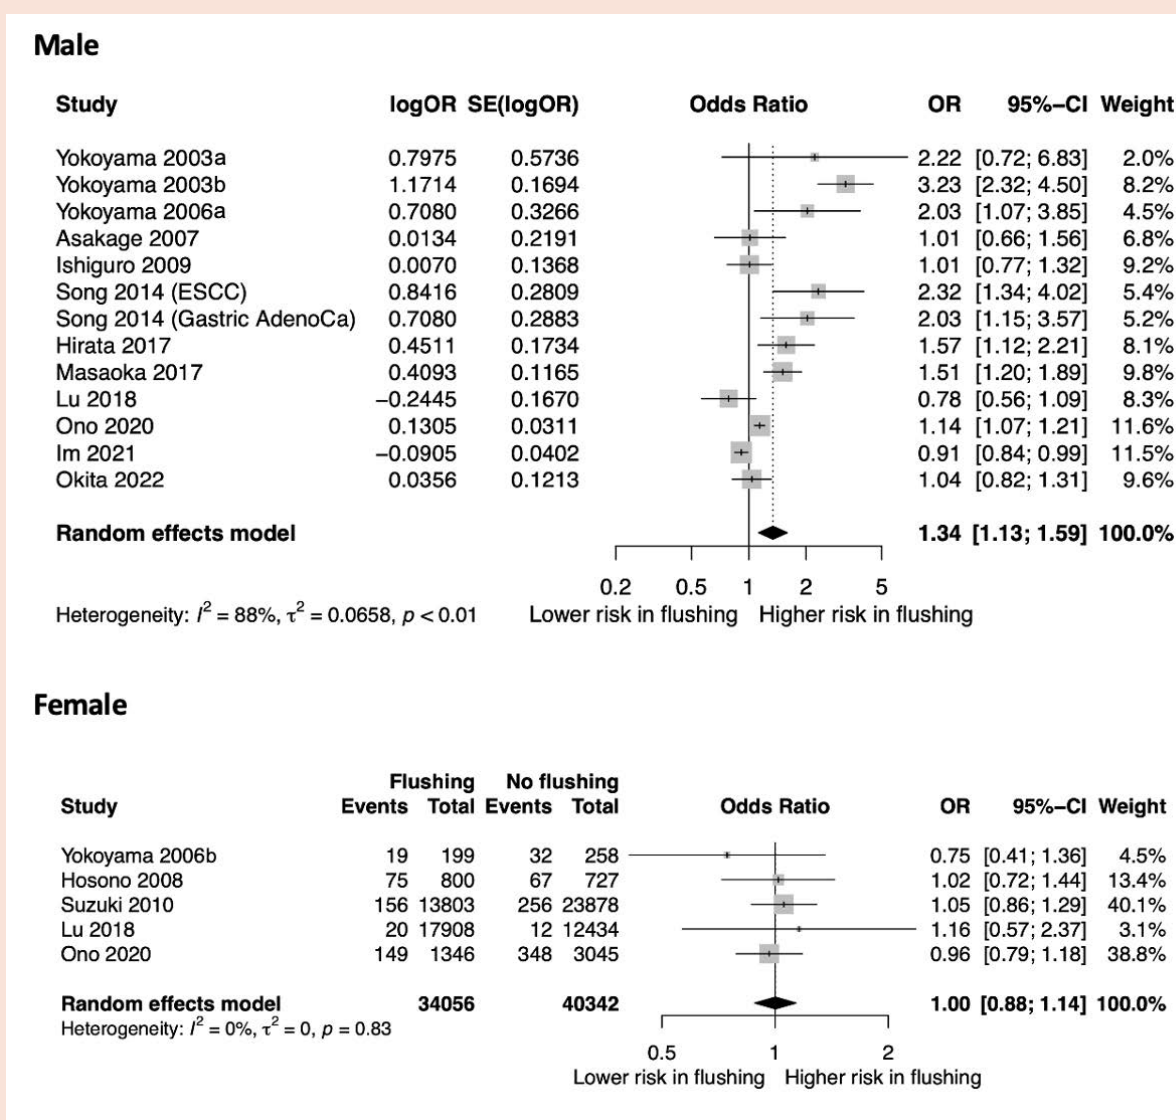 Male
Study logOR SE(logOR) Odds Ratio OR 95%−CI Weight
Yokoyama 2003a 0.7975 0.5736 2.22 [0.72; 6.83] 2.0%
Yokoyama 2003b 1.1714 0.1694 3.23 [2.32; 4.50] 8.2%
Yokoyama 2006a 0.7080 0.3266 2.03 [1.07; 3.85] 4.5%
Asakage 2007 0.0134 0.2191 1.01 [0.66; 1.56] 6.8%
Ishiguro 2009 0.0070 0.1368 1.01 [0.77; 1.32] 9.2%
Song 2014 (ESCC) 0.8416 0.2809 2.32 [1.34; 4.02] 5.4%
Song 2014 (Gastric AdenoCa) 0.7080 0.2883 2.03 [1.15; 3.57] 5.2%
Hirata 2017 0.4511 0.1734 1.57 [1.12; 2.21] 8.1%
Masaoka 2017 0.4093 0.1165 1.51 [1.20; 1.89] 9.8%
Lu 2018 −0.2445 0.1670 0.78 [0.56; 1.09] 8.3%
Ono 2020 0.1305 0.0311 1.14 [1.07; 1.21] 11.6%
Im 2021 −0.0905 0.0402 0.91 [0.84; 0.99] 11.5%
Okita 2022 0.0356 0.1213 1.04 [0.82; 1.31] 9.6%
Random effects model 1.34 [1.13; 1.59] 100.0%
0.2 0.5 1 2 5
Heterogeneity: I² = 88%, τ² = 0.0658, p < 0.01 Lower risk in flushing Higher risk in flushing
Female
Flushing No flushing
Study Events Total Events Total Odds Ratio OR 95%−CI Weight
Yokoyama 2006b 19 199 32 258 0.75 [0.41; 1.36] 4.5%
Hosono 2008 75 800 67 727 1.02 [0.72; 1.44] 13.4%
Suzuki 2010 156 13803 256 23878 1.05 [0.86; 1.29] 40.1%
Lu 2018 20 17908 12 12434 1.16 [0.57; 2.37] 3.1%
Ono 2020 149 1346 348 3045 0.96 [0.79; 1.18] 38.8%
Random effects model 34056 40342 1.00 [0.88; 1.14] 100.0%
Heterogeneity: I² = 0%, τ² = 0, p = 0.83
0.5 1 2
Lower risk in flushing Higher risk in flushing